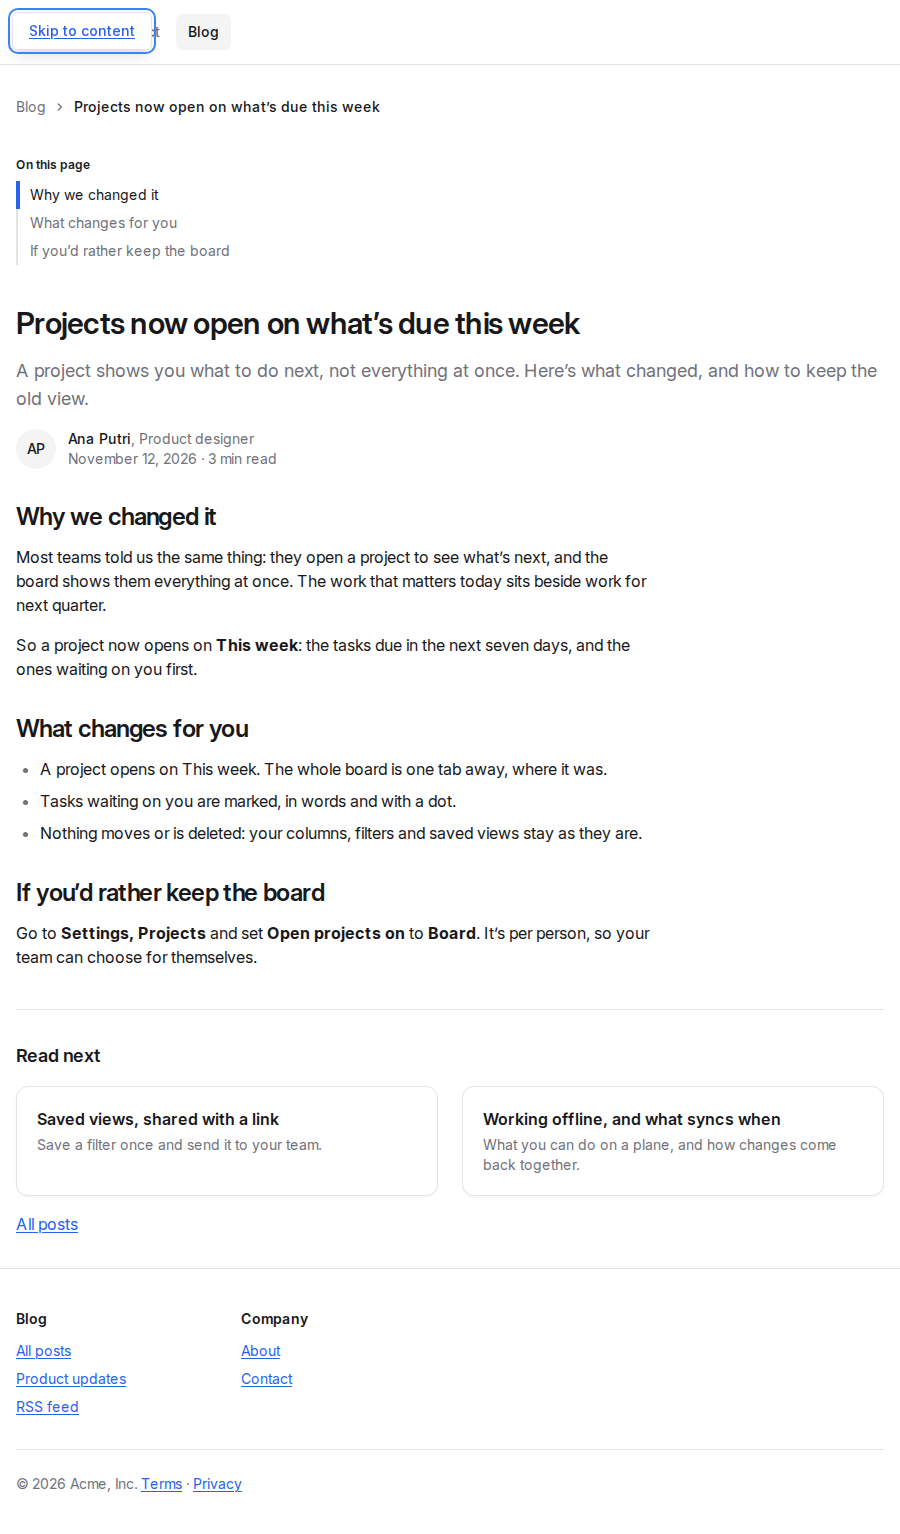 Skip to content
Blog
Blog
Projects now open on what’s due this week
On this page
Why we changed it
What changes for you
If you’d rather keep the board
Projects now open on what’s due this week
A project shows you what to do next, not everything at once. Here’s what changed, and how to keep the
old view.
AP
Ana Putri, Product designer
November 12, 2026 · 3 min read
Why we changed it
Most teams told us the same thing: they open a project to see what’s next, and the
board shows them everything at once. The work that matters today sits beside work for
next quarter.
So a project now opens on This week: the tasks due in the next seven days, and the
ones waiting on you first.
What changes for you
A project opens on This week. The whole board is one tab away, where it was.
Tasks waiting on you are marked, in words and with a dot.
Nothing moves or is deleted: your columns, filters and saved views stay as they are.
If you’d rather keep the board
Go to Settings, Projects and set Open projects on to Board. It’s per person, so your
team can choose for themselves.
Read next
Saved views, shared with a link
Save a filter once and send it to your team.
Working offline, and what syncs when
What you can do on a plane, and how changes come
back together.
All posts
Blog
All posts
Product updates
RSS feed
Company
About
Contact
© 2026 Acme, Inc. Terms · Privacy